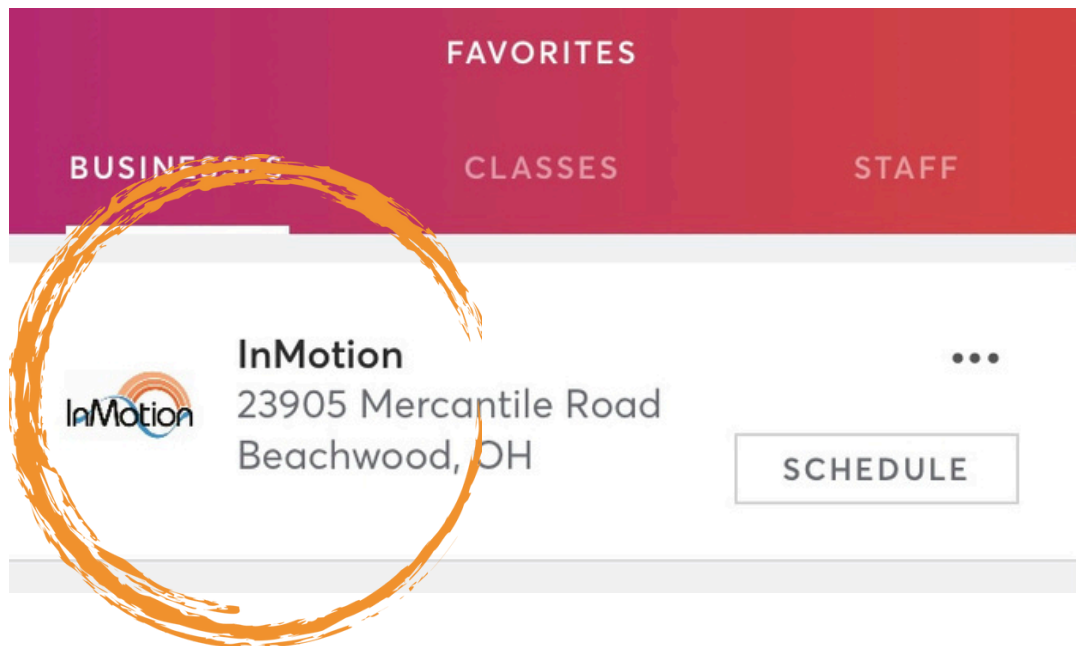 FAVORITES
BUSINESSES CLASSES STAFF
InMotion
InMotion
23905 Mercantile Road
Beachwood, OH
SCHEDULE